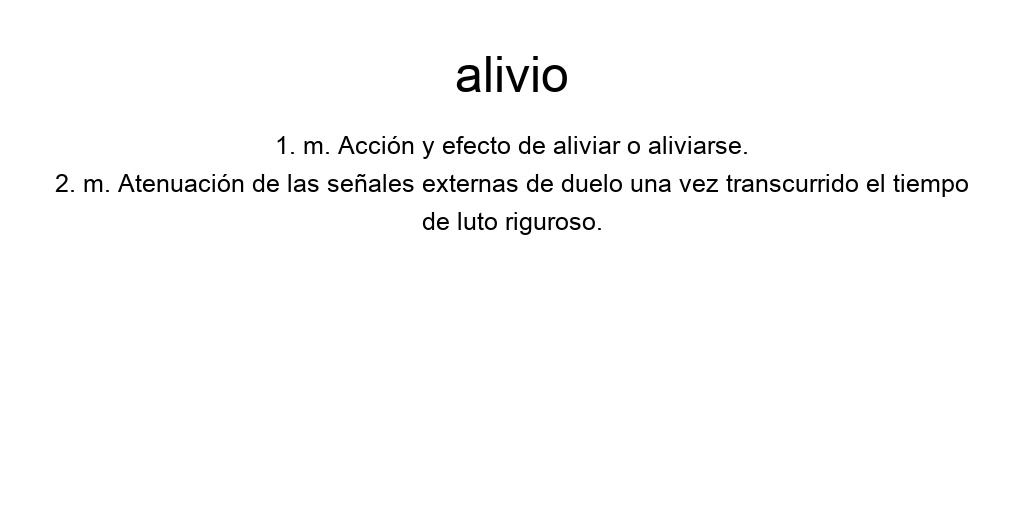 alivio
1. m. Acción y efecto de aliviar o aliviarse.
2. m. Atenuación de las señales externas de duelo una vez transcurrido el tiempo
de luto riguroso.